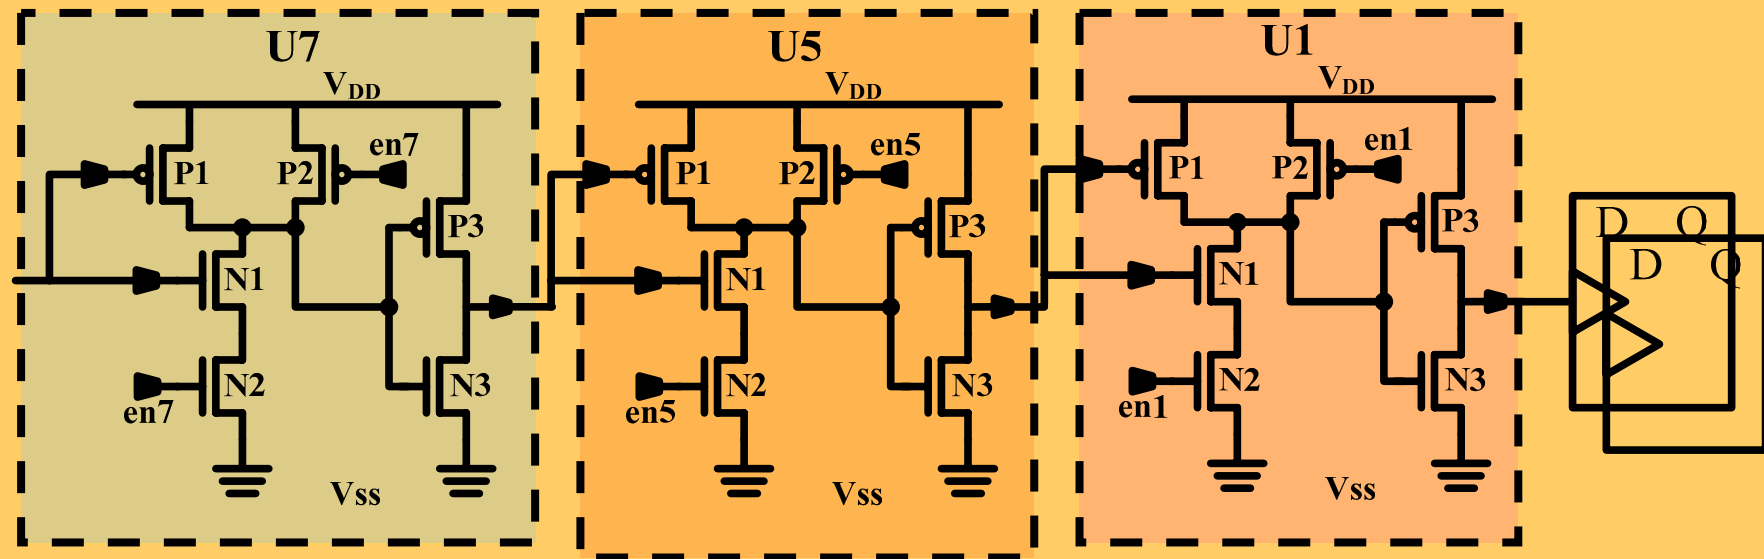 U7
VDD
en7
P1
P2
P3
N1
N2
en7
N3
Vss
U5
VDD
en5
P1
P2
P3
N1
N2
en5
N3
Vss
U1
VDD
en1
P1
P2
P3
N1
N2
en1
N3
Vss
D Q
D Q